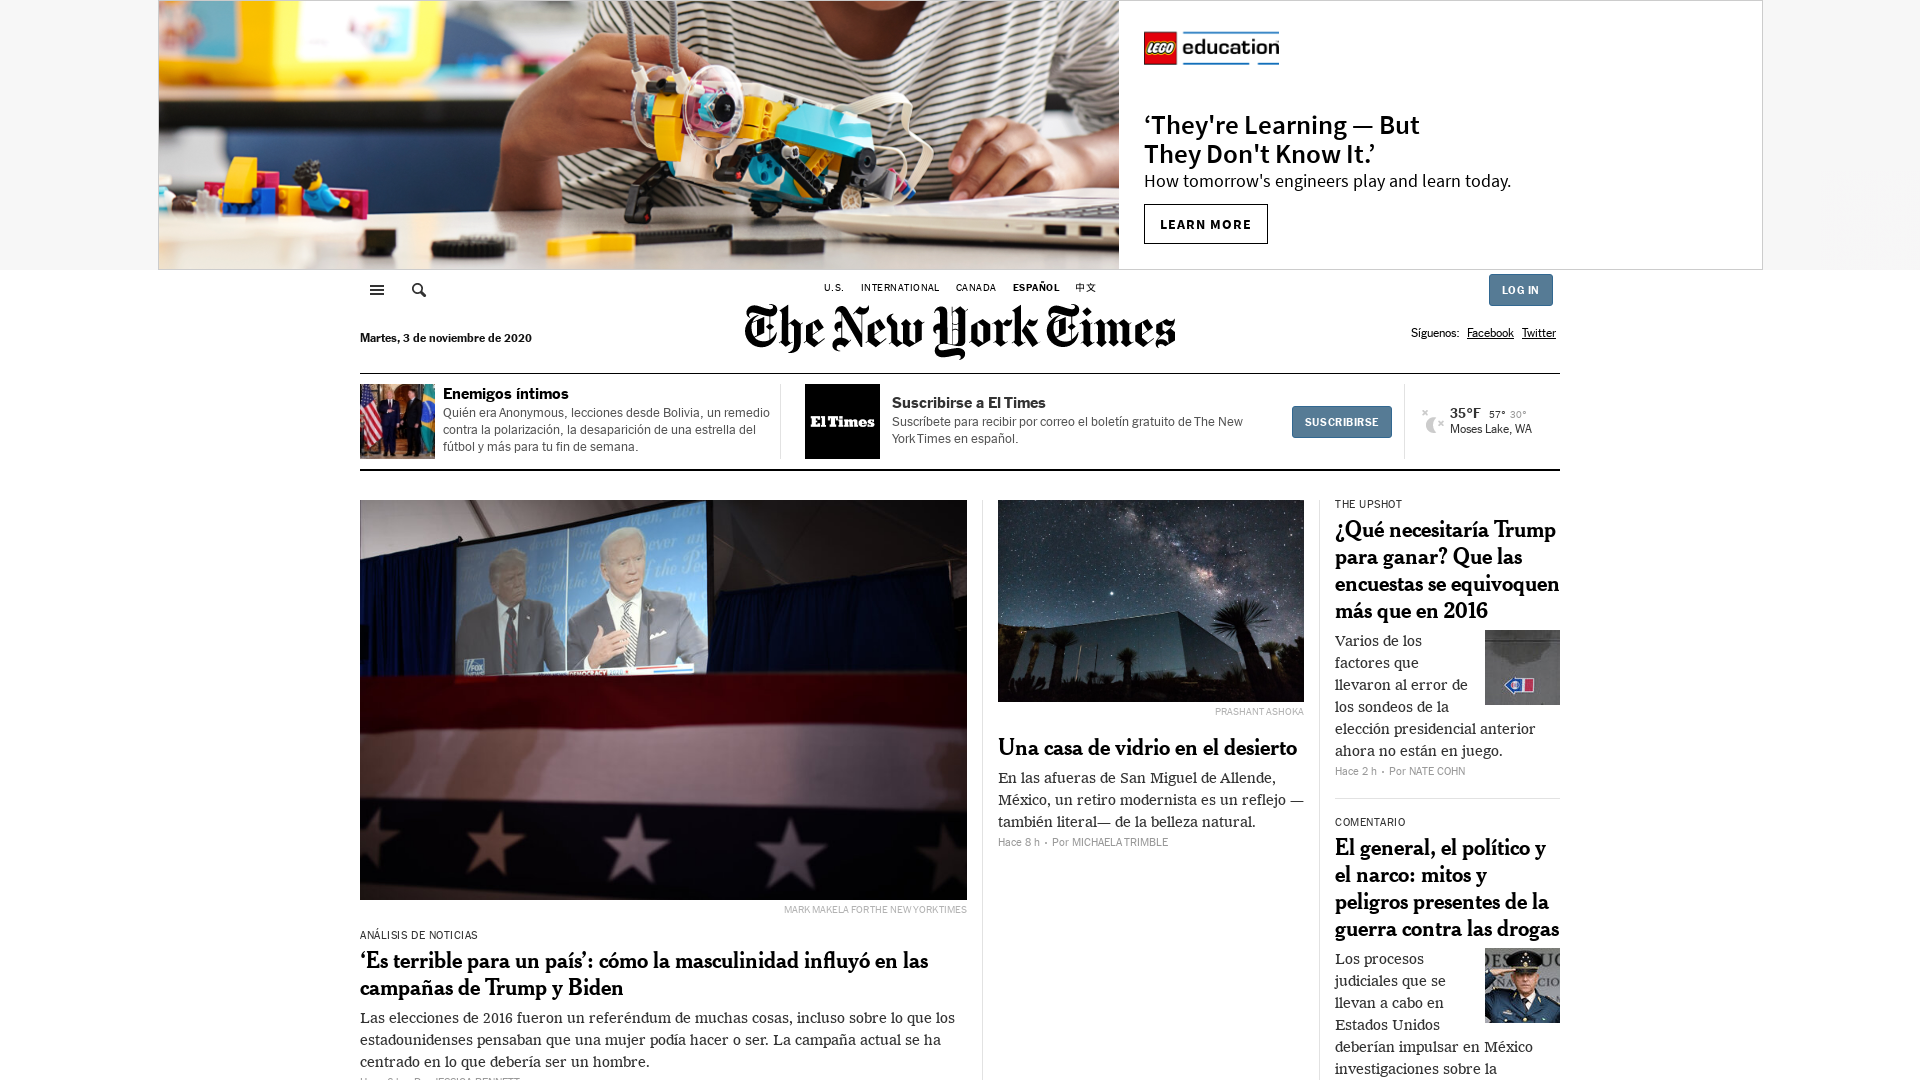 LEGO education
‘They're Learning — But
They Don't Know It.’
How tomorrow's engineers play and learn today.
LEARN MORE
U.S. INTERNATIONAL CANADA ESPAÑOL 中文
LOG IN
The New York Times
Martes, 3 de noviembre de 2020
Síguenos: Facebook Twitter
Enemigos íntimos
Quién era Anonymous, lecciones desde Bolivia, un remedio
contra la polarización, la desaparición de una estrella del
fútbol y más para tu fin de semana.
El Times
Suscribirse a El Times
Suscríbete para recibir por correo el boletín gratuito de The New
York Times en español.
SUSCRIBIRSE
35°F 57° 30°
Moses Lake, WA
MARK MAKELA FOR THE NEW YORK TIMES
ANÁLISIS DE NOTICIAS
‘Es terrible para un país’: cómo la masculinidad influyó en las
campañas de Trump y Biden
Las elecciones de 2016 fueron un referéndum de muchas cosas, incluso sobre lo que los
estadounidenses pensaban que una mujer podía hacer o ser. La campaña actual se ha
centrado en lo que debería ser un hombre.
PRASHANT ASHOKA
Una casa de vidrio en el desierto
En las afueras de San Miguel de Allende,
México, un retiro modernista es un reflejo —
también literal— de la belleza natural.
Hace 8 h • Por MICHAELA TRIMBLE
THE UPSHOT
¿Qué necesitaría Trump
para ganar? Que las
encuestas se equivoquen
más que en 2016
Varios de los
factores que
llevaron al error de
los sondeos de la
elección presidencial anterior
ahora no están en juego.
Hace 2 h • Por NATE COHN
COMENTARIO
El general, el político y
el narco: mitos y
peligros presentes de la
guerra contra las drogas
Los procesos
judiciales que se
llevan a cabo en
Estados Unidos
deberían impulsar en México
investigaciones sobre la